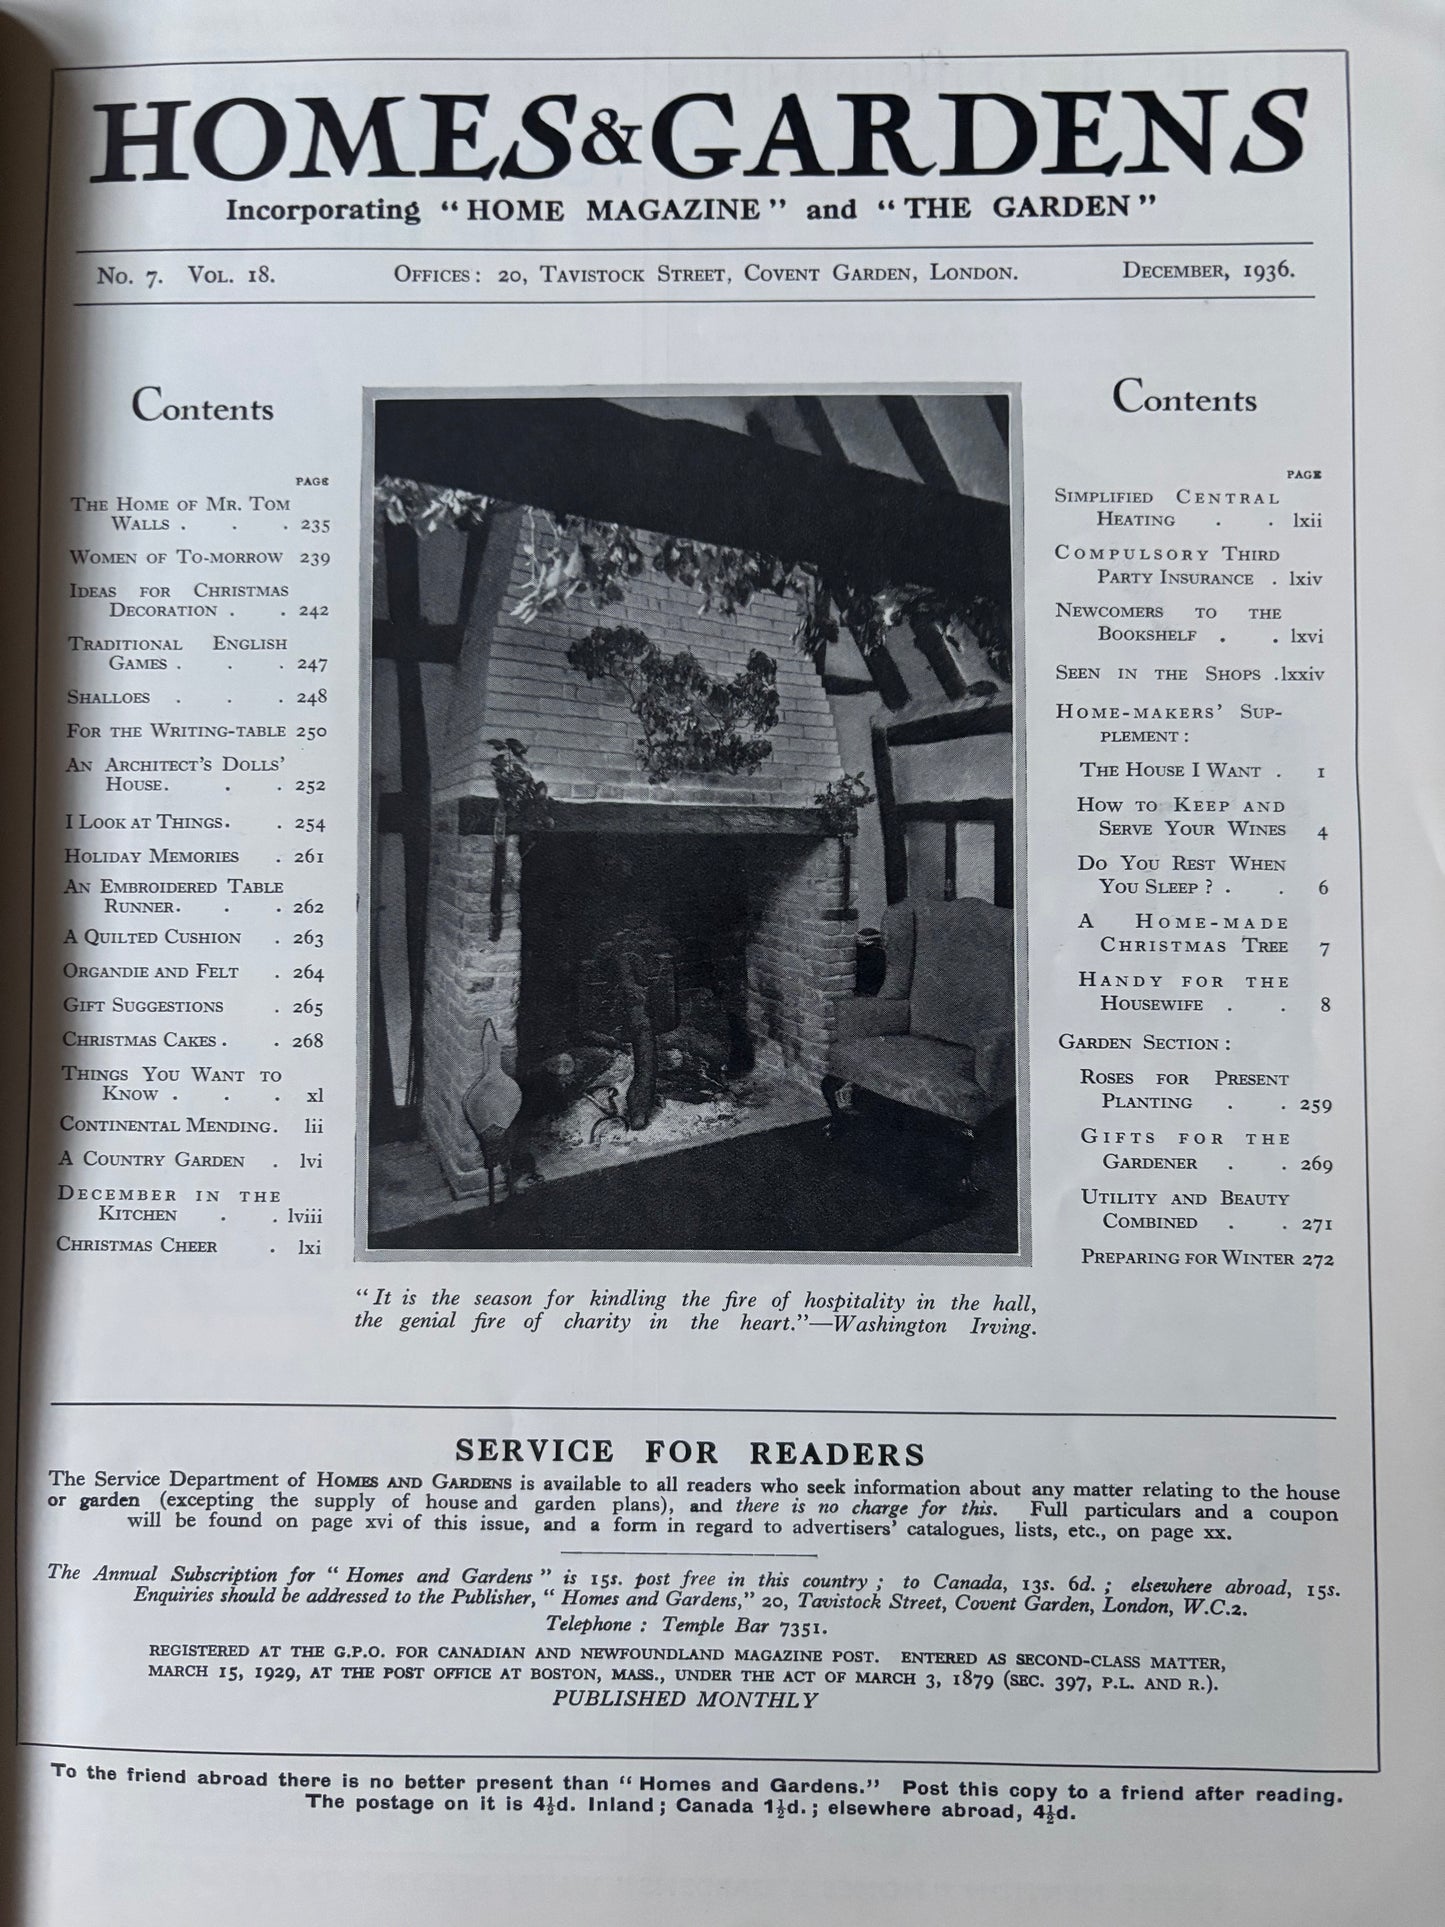 HOMES & GARDENS
Incorporating "HOME MAGAZINE" and "THE GARDEN"
No. 7. Vol. 18. Offices: 20, Tavistock Street, Covent Garden, London. December, 1936.
Contents
PAGE
The Home of Mr. Tom
Walls . . . 235
Women of To-morrow 239
Ideas for Christmas
Decoration . . 242
Traditional English
Games . . . 247
Shalloes . . . 248
For the Writing-table 250
An Architect's Dolls'
House. . . 252
I Look at Things. . 254
Holiday Memories . 261
An Embroidered Table
Runner. . . 262
A Quilted Cushion . 263
Organdie and Felt . 264
Gift Suggestions . 265
Christmas Cakes . . 268
Things You Want to
Know . . . xl
Continental Mending. lii
A Country Garden . lvi
December in the
Kitchen . . lviii
Christmas Cheer . lxi
Contents
PAGE
Simplified Central
Heating . . lxii
Compulsory Third
Party Insurance . lxiv
Newcomers to the
Bookshelf . . lxvi
Seen in the Shops . lxxiv
Home-makers' Sup-
plement :
The House I Want . 1
How to Keep and
Serve Your Wines 4
Do You Rest When
You Sleep ? . . 6
A Home-made
Christmas Tree 7
Handy for the
Housewife . . 8
Garden Section :
Roses for Present
Planting . . 259
Gifts for the
Gardener . . 269
Utility and Beauty
Combined . . 271
Preparing for Winter 272
"It is the season for kindling the fire of hospitality in the hall,
the genial fire of charity in the heart."—Washington Irving.
SERVICE FOR READERS
The Service Department of Homes and Gardens is available to all readers who seek information about any matter relating to the house
or garden (excepting the supply of house and garden plans), and there is no charge for this. Full particulars and a coupon
will be found on page xvi of this issue, and a form in regard to advertisers' catalogues, lists, etc., on page xx.
The Annual Subscription for "Homes and Gardens" is 15s. post free in this country ; to Canada, 13s. 6d. ; elsewhere abroad, 15s.
Enquiries should be addressed to the Publisher, "Homes and Gardens," 20, Tavistock Street, Covent Garden, London, W.C.2.
Telephone : Temple Bar 7351.
REGISTERED AT THE G.P.O. FOR CANADIAN AND NEWFOUNDLAND MAGAZINE POST. ENTERED AS SECOND-CLASS MATTER,
MARCH 15, 1929, AT THE POST OFFICE AT BOSTON, MASS., UNDER THE ACT OF MARCH 3, 1879 (SEC. 397, P.L. AND R.).
PUBLISHED MONTHLY
To the friend abroad there is no better present than "Homes and Gardens." Post this copy to a friend after reading.
The postage on it is 4½d. Inland ; Canada 1½d. ; elsewhere abroad, 4½d.